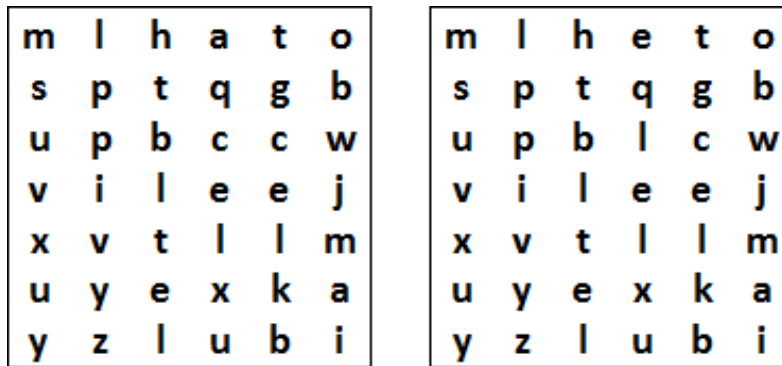 m l h a t o
s p t q g b
u p b c c w
v i l e e j
x v t l l m
u y e x k a
y z l u b i
m l h e t o
s p t q g b
u p b l c w
v i l e e j
x v t l l m
u y e x k a
y z l u b i